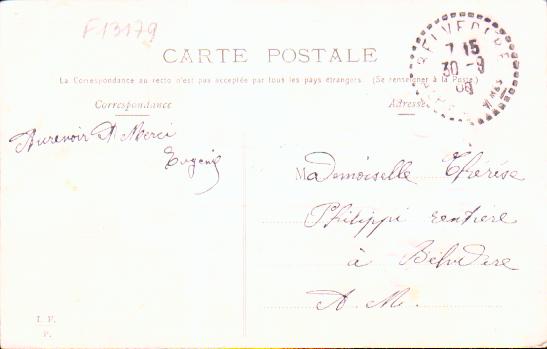 F13179
CARTE POSTALE
La Correspondance au recto n'est pas acceptée par tous les pays étrangers. (Se renseigner à la Poste.)
Correspondance
Adresse
BELVEDERE
7 15
30 -9
08
Aurevoir & Merci
Eugénie
Mademoiselle Thérèse
Philippi rentière
à Belvédère
A. M.
I. P.
P.